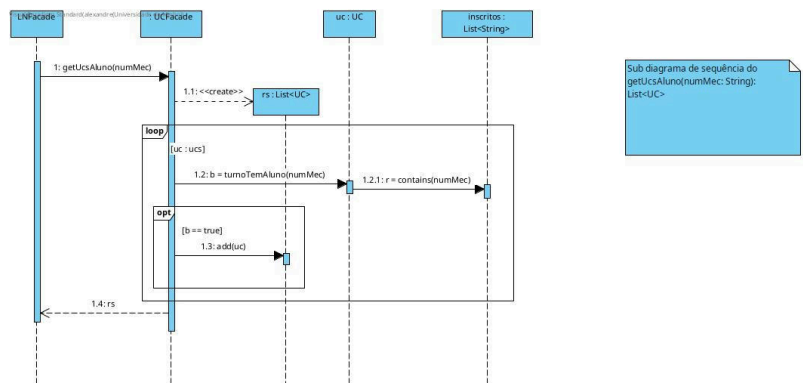 LNFacade
: UCFacade
uc : UC
inscritos :
List<String>
1: getUcsAluno(numMec)
1.1: <<create>>
rs : List<UC>
Sub diagrama de sequência do
getUcsAluno(numMec: String):
List<UC>
loop
[uc : ucs]
1.2: b = turnoTemAluno(numMec)
1.2.1: r = contains(numMec)
opt
[b == true]
1.3: add(uc)
1.4: rs